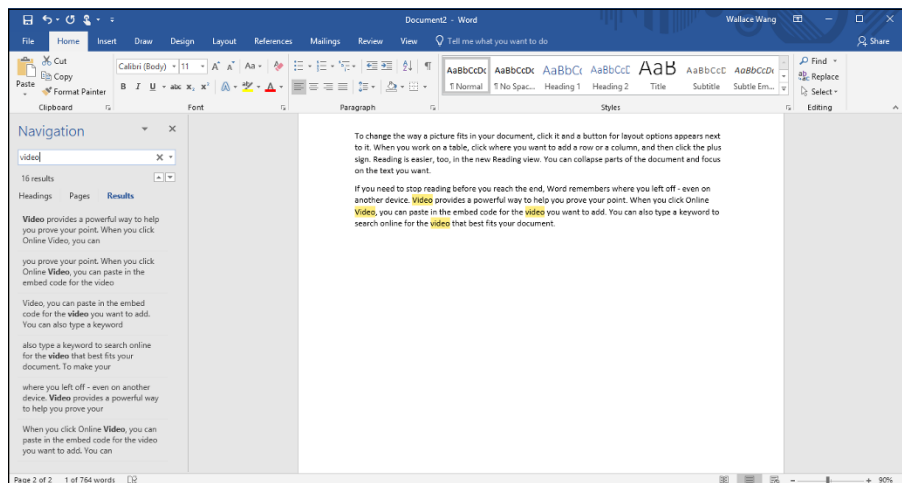 Document2 - Word
Wallace Wang
File Home Insert Draw Design Layout References Mailings Review View Tell me what you want to do Share
Paste
Cut
Copy
Format Painter
Clipboard
Calibri (Body) 11
Font
Paragraph
AaBbCcDc AaBbCcDc AaBbCc AaBbCcC AaB AaBbCcC AaBbCcDc
¶ Normal ¶ No Spac... Heading 1 Heading 2 Title Subtitle Subtle Em...
Styles
Find
Replace
Select
Editing
Navigation
video
16 results
Headings Pages Results
Video provides a powerful way to help
you prove your point. When you click
Online Video, you can
you prove your point. When you click
Online Video, you can paste in the
embed code for the video
Video, you can paste in the embed
code for the video you want to add.
You can also type a keyword
also type a keyword to search online
for the video that best fits your
document. To make your
where you left off - even on another
device. Video provides a powerful way
to help you prove your
When you click Online Video, you can
paste in the embed code for the video
you want to add. You can
To change the way a picture fits in your document, click it and a button for layout options appears next
to it. When you work on a table, click where you want to add a row or a column, and then click the plus
sign. Reading is easier, too, in the new Reading view. You can collapse parts of the document and focus
on the text you want.
If you need to stop reading before you reach the end, Word remembers where you left off - even on
another device. Video provides a powerful way to help you prove your point. When you click Online
Video, you can paste in the embed code for the video you want to add. You can also type a keyword to
search online for the video that best fits your document.
Page 2 of 2 1 of 764 words
90%